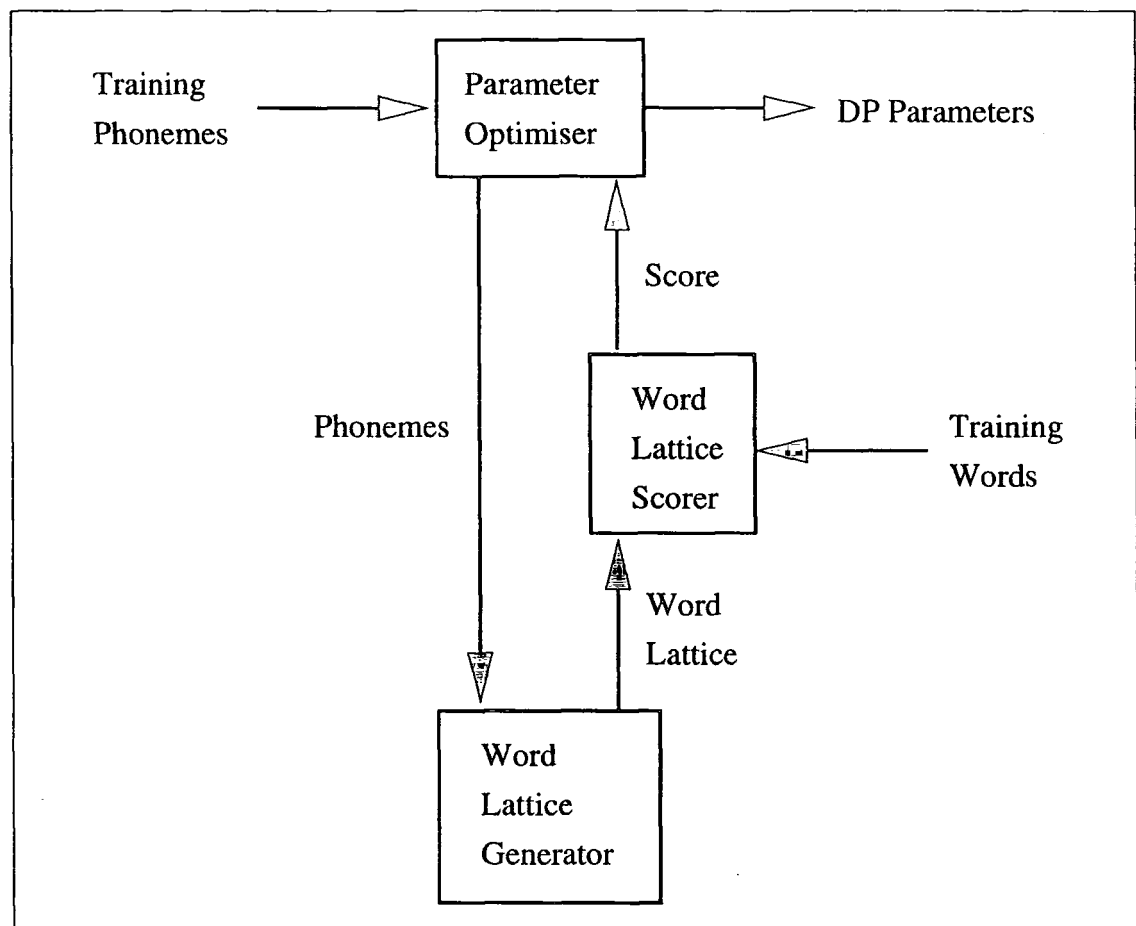 Training
Phonemes
Parameter
Optimiser
DP Parameters
Score
Phonemes
Word
Lattice
Scorer
Training
Words
Word
Lattice
Word
Lattice
Generator